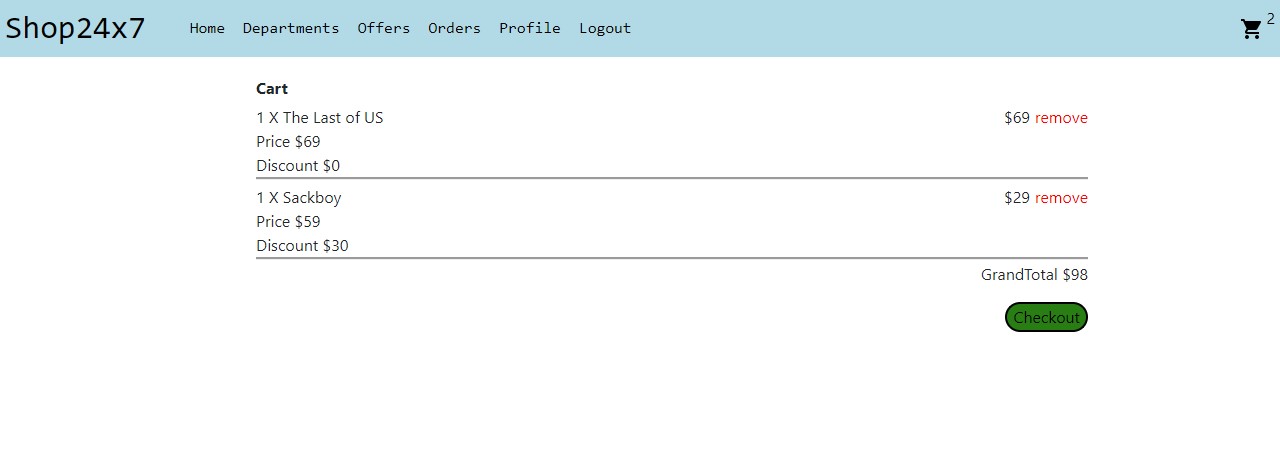 Shop24x7 Home Departments Offers Orders Profile Logout 2
Cart
1 X The Last of US $69 remove
Price $69
Discount $0
1 X Sackboy $29 remove
Price $59
Discount $30
GrandTotal $98
Checkout